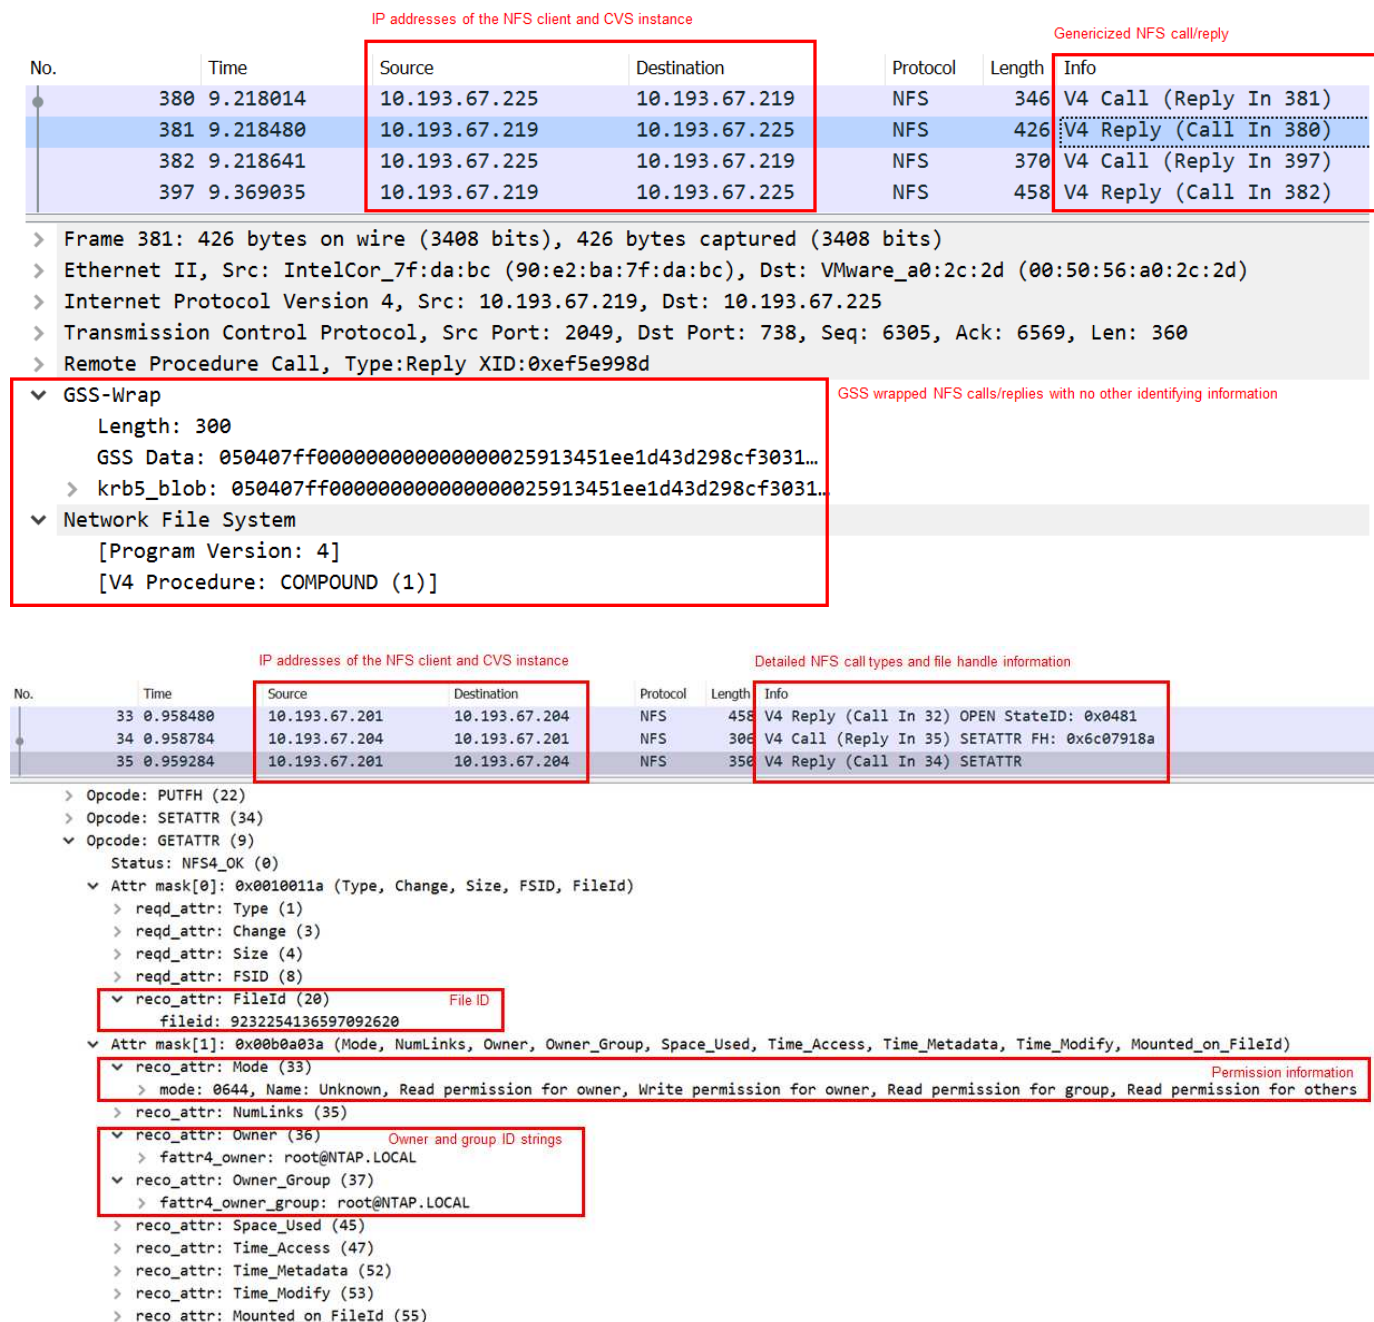 IP addresses of the NFS client and CVS instance
Genericized NFS call/reply
No. Time Source Destination Protocol Length Info
380 9.218014 10.193.67.225 10.193.67.219 NFS 346 V4 Call (Reply In 381)
381 9.218480 10.193.67.219 10.193.67.225 NFS 426 V4 Reply (Call In 380)
382 9.218641 10.193.67.225 10.193.67.219 NFS 370 V4 Call (Reply In 397)
397 9.369035 10.193.67.219 10.193.67.225 NFS 458 V4 Reply (Call In 382)
Frame 381: 426 bytes on wire (3408 bits), 426 bytes captured (3408 bits)
Ethernet II, Src: IntelCor_7f:da:bc (90:e2:ba:7f:da:bc), Dst: VMware_a0:2c:2d (00:50:56:a0:2c:2d)
Internet Protocol Version 4, Src: 10.193.67.219, Dst: 10.193.67.225
Transmission Control Protocol, Src Port: 2049, Dst Port: 738, Seq: 6305, Ack: 6569, Len: 360
Remote Procedure Call, Type:Reply XID:0xef5e998d
GSS-Wrap
GSS wrapped NFS calls/replies with no other identifying information
Length: 300
GSS Data: 050407ff000000000000000025913451ee1d43d298cf3031…
krb5_blob: 050407ff000000000000000025913451ee1d43d298cf3031…
Network File System
[Program Version: 4]
[V4 Procedure: COMPOUND (1)]
IP addresses of the NFS client and CVS instance
Detailed NFS call types and file handle information
No. Time Source Destination Protocol Length Info
33 0.958480 10.193.67.201 10.193.67.204 NFS 458 V4 Reply (Call In 32) OPEN StateID: 0x0481
34 0.958784 10.193.67.204 10.193.67.201 NFS 306 V4 Call (Reply In 35) SETATTR FH: 0x6c07918a
35 0.959284 10.193.67.201 10.193.67.204 NFS 350 V4 Reply (Call In 34) SETATTR
Opcode: PUTFH (22)
Opcode: SETATTR (34)
Opcode: GETATTR (9)
Status: NFS4_OK (0)
Attr mask[0]: 0x0010011a (Type, Change, Size, FSID, FileId)
reqd_attr: Type (1)
reqd_attr: Change (3)
reqd_attr: Size (4)
reqd_attr: FSID (8)
reco_attr: FileId (20)
File ID
fileid: 9232254136597092620
Attr mask[1]: 0x00b0a03a (Mode, NumLinks, Owner, Owner_Group, Space_Used, Time_Access, Time_Metadata, Time_Modify, Mounted_on_FileId)
reco_attr: Mode (33)
Permission information
mode: 0644, Name: Unknown, Read permission for owner, Write permission for owner, Read permission for group, Read permission for others
reco_attr: NumLinks (35)
reco_attr: Owner (36)
Owner and group ID strings
fattr4_owner: root@NTAP.LOCAL
reco_attr: Owner_Group (37)
fattr4_owner_group: root@NTAP.LOCAL
reco_attr: Space_Used (45)
reco_attr: Time_Access (47)
reco_attr: Time_Metadata (52)
reco_attr: Time_Modify (53)
reco_attr: Mounted_on_FileId (55)